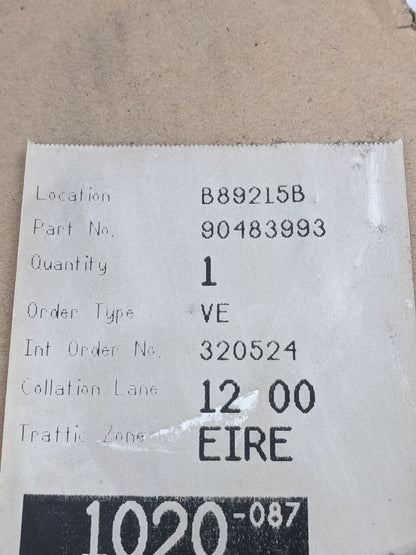 Location B89215B
Part No. 90483993
Quantity 1
Order Type VE
Int Order No. 320524
Collation Lane 12 00
Traffic Zone EIRE
1020-087